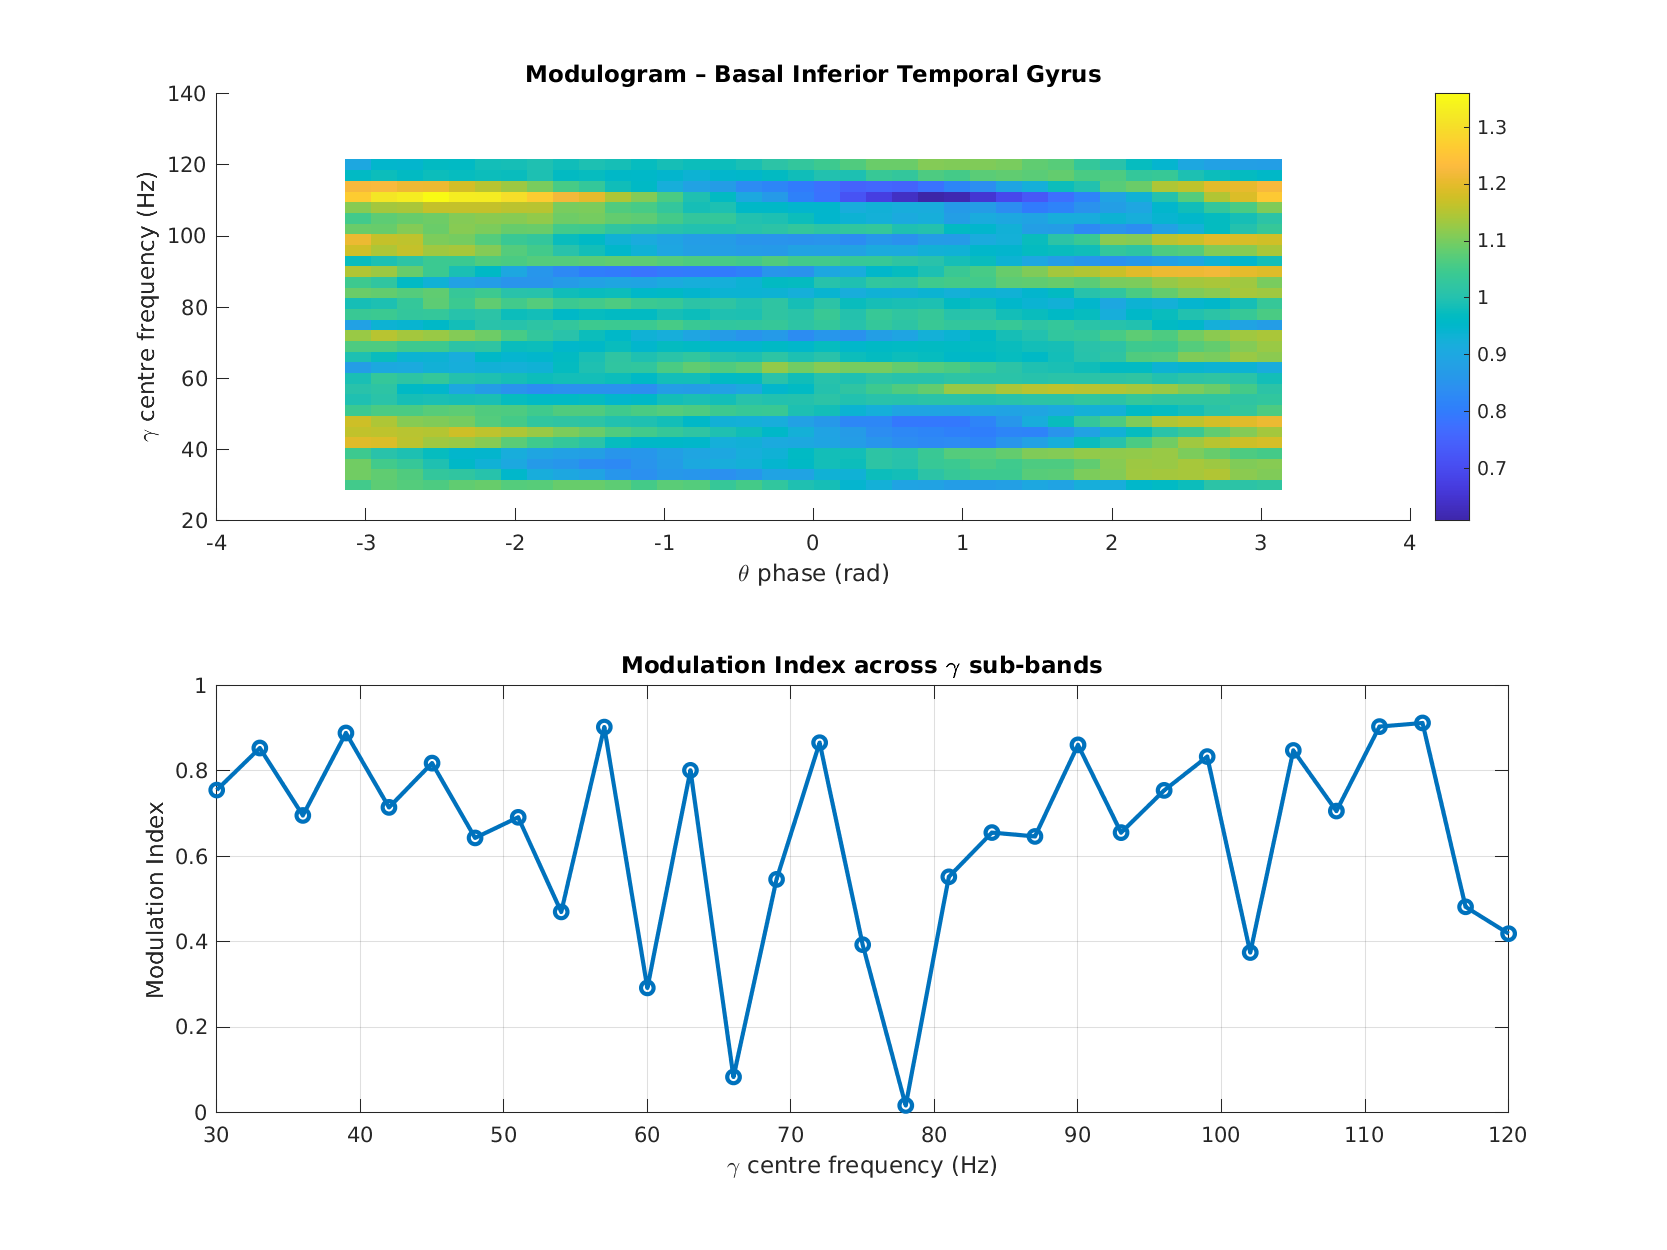 Modulogram – Basal Inferior Temporal Gyrus
140
120
100
80
60
40
20
γ centre frequency (Hz)
-4 -3 -2 -1 0 1 2 3 4
θ phase (rad)
1.3
1.2
1.1
1
0.9
0.8
0.7
Modulation Index across γ sub-bands
1
0.8
0.6
0.4
0.2
0
Modulation Index
30 40 50 60 70 80 90 100 110 120
γ centre frequency (Hz)